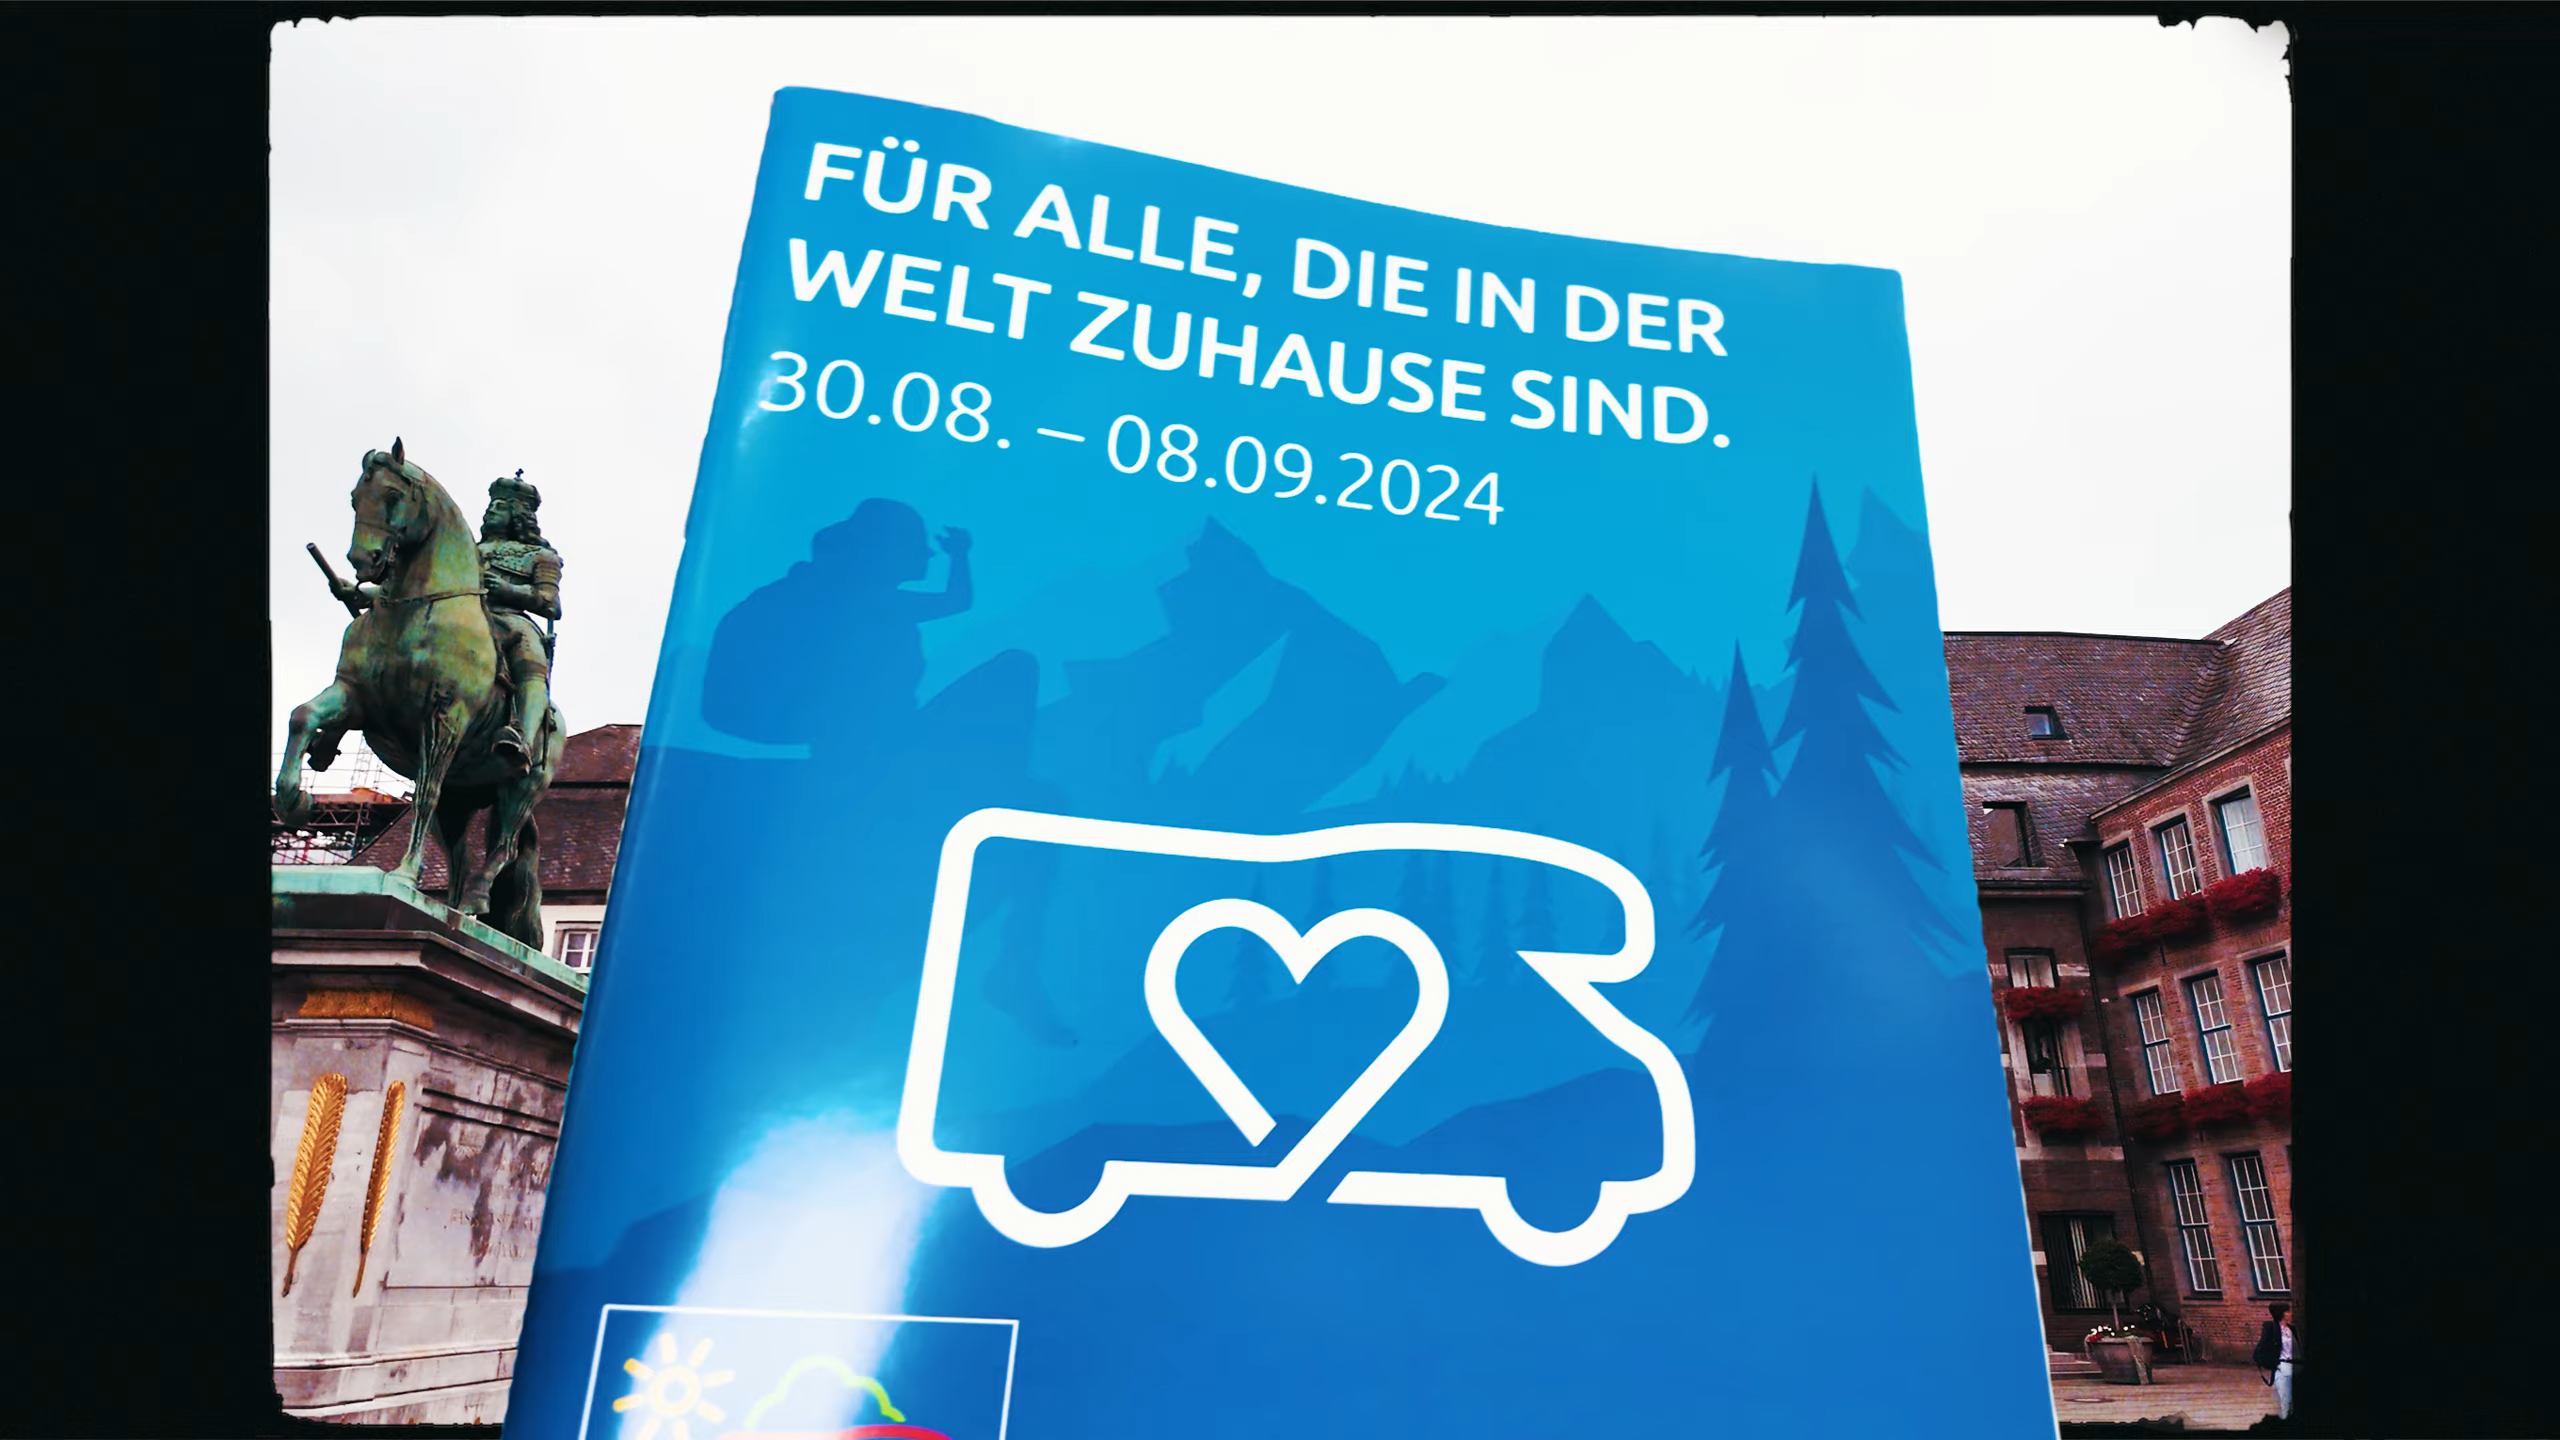 FÜR ALLE, DIE IN DER
WELT ZUHAUSE SIND.
30.08. – 08.09.2024